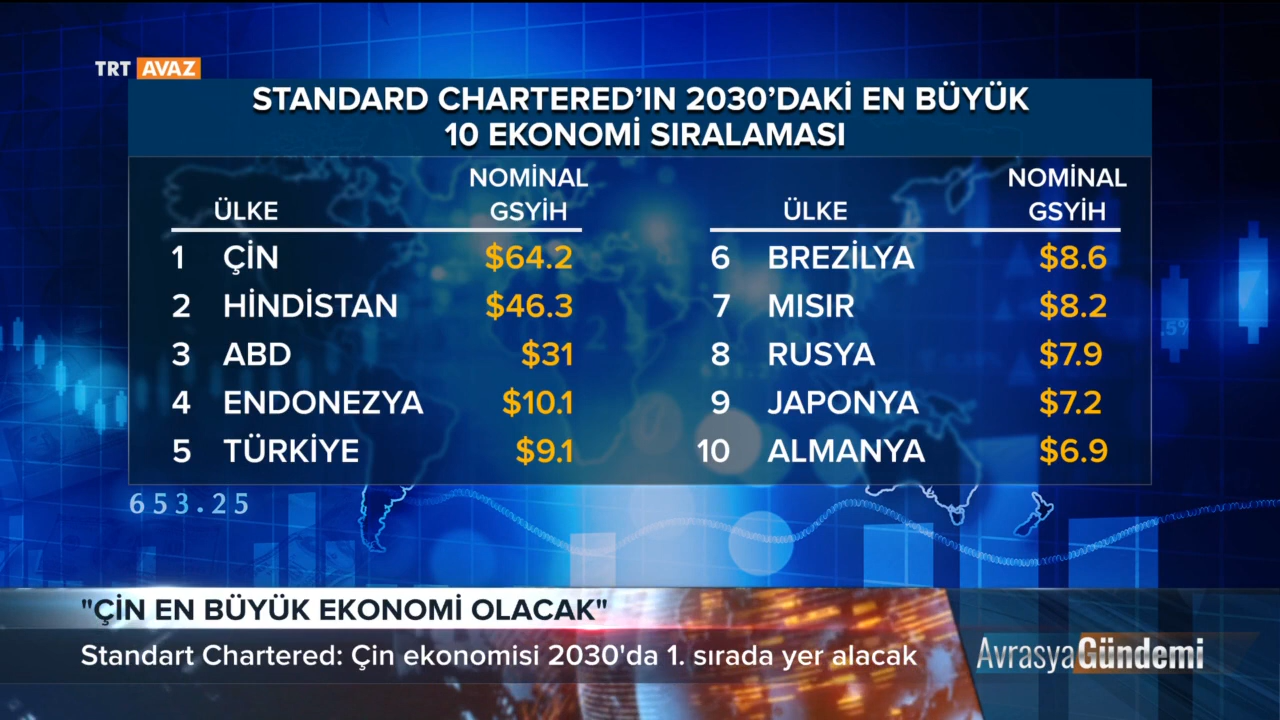 TRT AVAZ
STANDARD CHARTERED’IN 2030’DAKİ EN BÜYÜK
10 EKONOMİ SIRALAMASI
ÜLKE NOMİNAL GSYİH
1 ÇİN $64.2
2 HİNDİSTAN $46.3
3 ABD $31
4 ENDONEZYA $10.1
5 TÜRKİYE $9.1
ÜLKE NOMİNAL GSYİH
6 BREZİLYA $8.6
7 MISIR $8.2
8 RUSYA $7.9
9 JAPONYA $7.2
10 ALMANYA $6.9
653.25
"ÇİN EN BÜYÜK EKONOMİ OLACAK"
Standart Chartered: Çin ekonomisi 2030'da 1. sırada yer alacak
AvrasyaGündemi